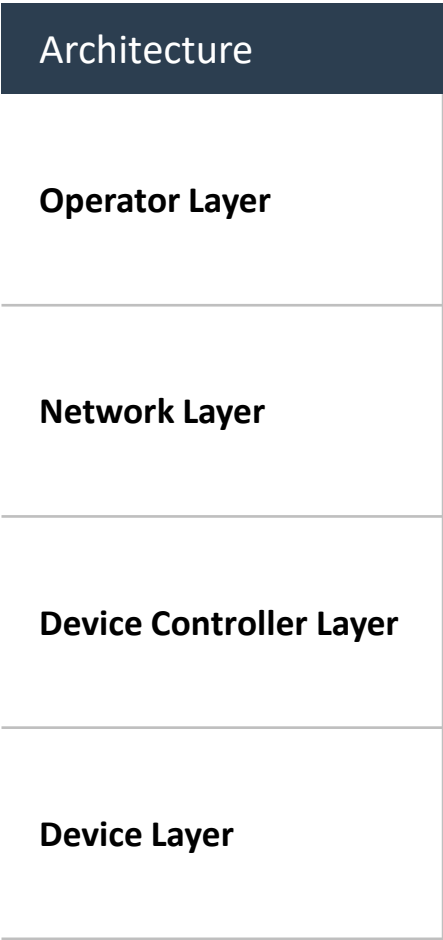 Architecture
Operator Layer
Network Layer
Device Controller Layer
Device Layer